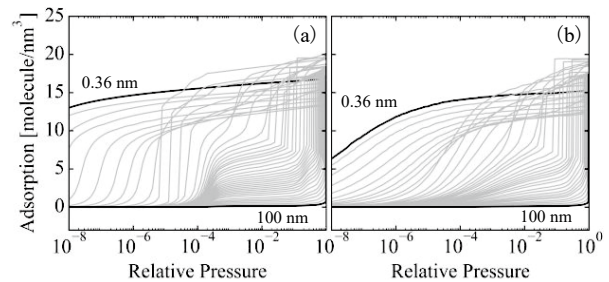 Adsorption [molecule/nm³]
25
20
15
10
5
0
(a)
0.36 nm
100 nm
10⁻⁸ 10⁻⁶ 10⁻⁴ 10⁻² 10
Relative Pressure
(b)
0.36 nm
100 nm
10⁻⁸ 10⁻⁶ 10⁻⁴ 10⁻² 10⁰
Relative Pressure